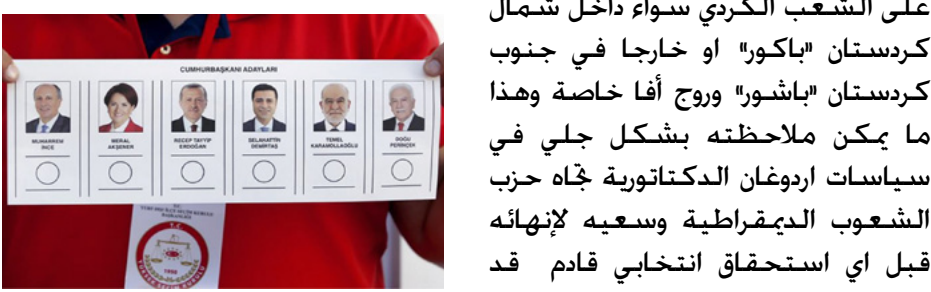 على الشعب الكردي سواء داخل شمال
كردستان "باكور" او خارجا في جنوب
كردستان "باشور" وروج أفا خاصة وهذا
ما يمكن ملاحظته بشكل جلي في
سياسات اردوغان الدكتاتورية تجاه حزب
الشعوب الديمقراطية وسعيه لإنهائه
قبل اي استحقاق انتخابي قادم قد
CUMHURBAŞKANI ADAYLARI
MUHARREM
İNCE
MERAL
AKŞENER
RECEP TAYYİP
ERDOĞAN
SELAHATTİN
DEMİRTAŞ
TEMEL
KARAMOLLAOĞLU
DOĞU
PERİNÇEK
T.C.
1950